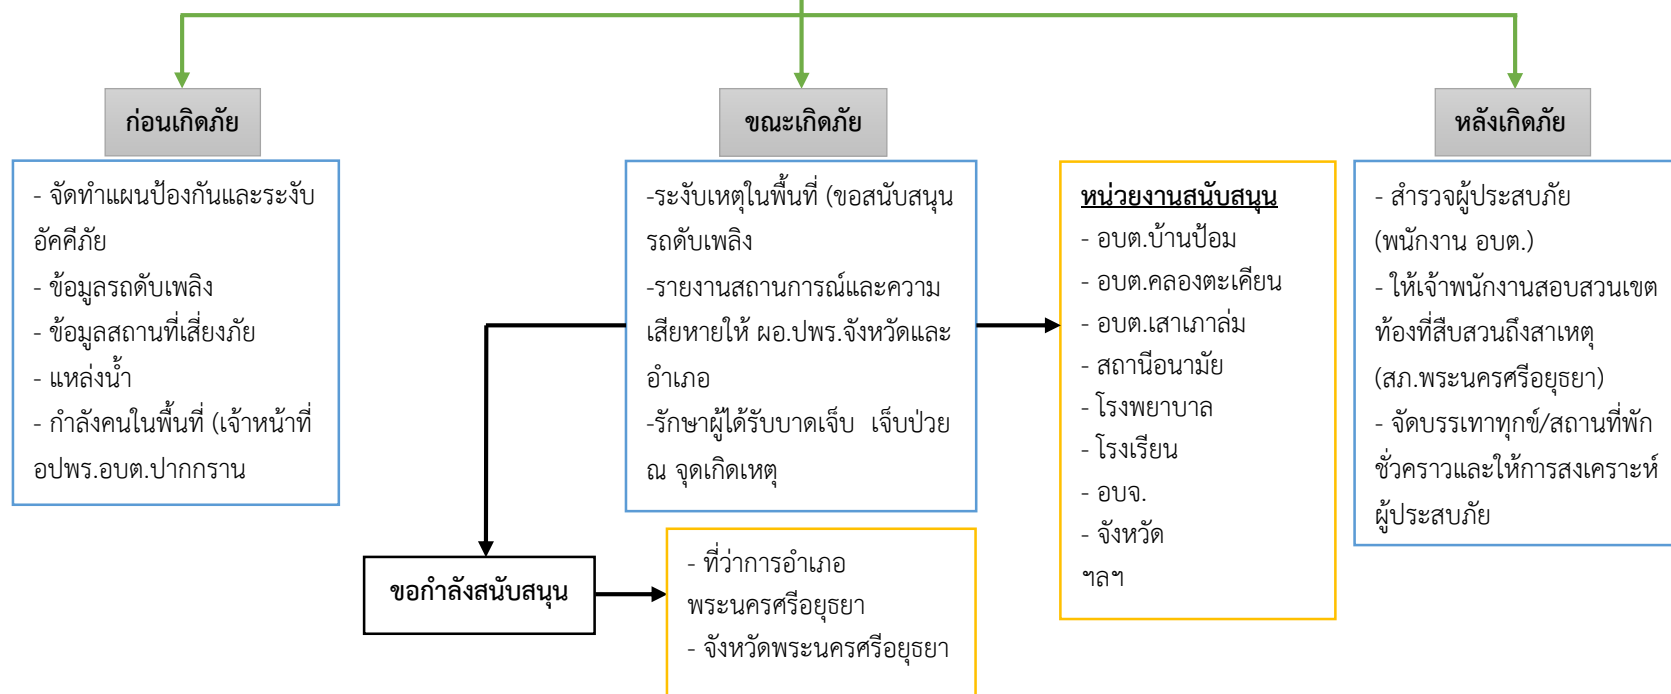 ก่อนเกิดภัย
- จัดทำแผนป้องกันและระงับ
อัคคีภัย
- ข้อมูลรถดับเพลิง
- ข้อมูลสถานที่เสี่ยงภัย
- แหล่งน้ำ
- กำลังคนในพื้นที่ (เจ้าหน้าที่
อปพร.อบต.ปากกราน
ขณะเกิดภัย
-ระงับเหตุในพื้นที่ (ขอสนับสนุน
รถดับเพลิง
-รายงานสถานการณ์และความ
เสียหายให้ ผอ.ปพร.จังหวัดและ
อำเภอ
-รักษาผู้ได้รับบาดเจ็บ เจ็บป่วย
ณ จุดเกิดเหตุ
หน่วยงานสนับสนุน
- อบต.บ้านป้อม
- อบต.คลองตะเคียน
- อบต.เสาเภาล่ม
- สถานีอนามัย
- โรงพยาบาล
- โรงเรียน
- อบจ.
- จังหวัด
ฯลฯ
หลังเกิดภัย
- สำรวจผู้ประสบภัย
(พนักงาน อบต.)
- ให้เจ้าพนักงานสอบสวนเขต
ท้องที่สืบสวนถึงสาเหตุ
(สภ.พระนครศรีอยุธยา)
- จัดบรรเทาทุกข์/สถานที่พัก
ชั่วคราวและให้การสงเคราะห์
ผู้ประสบภัย
ขอกำลังสนับสนุน
- ที่ว่าการอำเภอ
พระนครศรีอยุธยา
- จังหวัดพระนครศรีอยุธยา